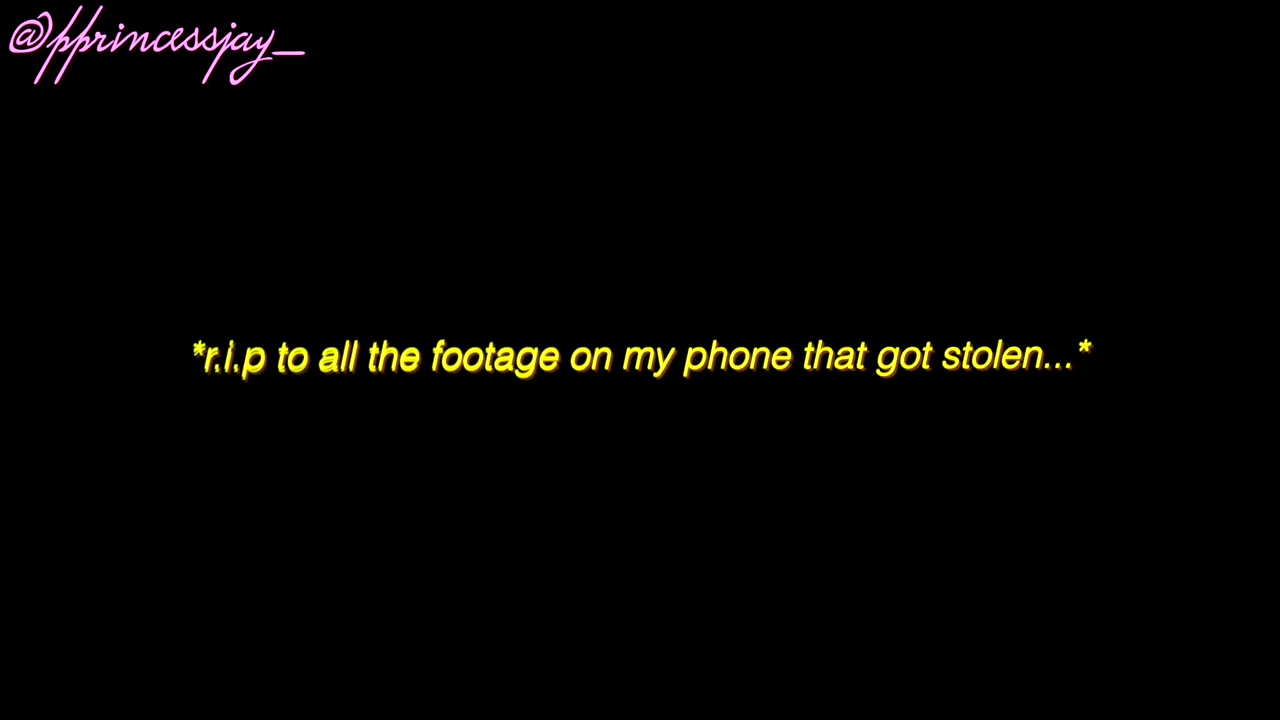 @pprincessjay_
*r.i.p to all the footage on my phone that got stolen...*